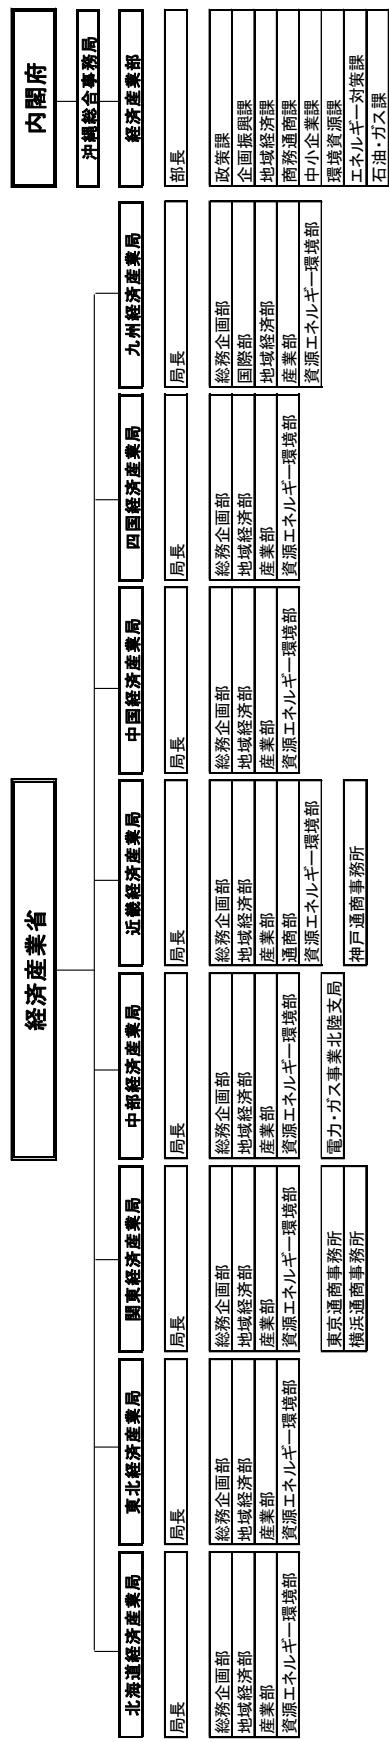 経済産業省
内閣府
沖縄総合事務局
北海道経済産業局
局長
総務企画部
地域経済部
産業部
資源エネルギー環境部
東北経済産業局
局長
総務企画部
地域経済部
産業部
資源エネルギー環境部
関東経済産業局
局長
総務企画部
地域経済部
産業部
資源エネルギー環境部
東京通商事務所
横浜通商事務所
中部経済産業局
局長
総務企画部
地域経済部
産業部
資源エネルギー環境部
電力・ガス事業北陸支局
近畿経済産業局
局長
総務企画部
地域経済部
産業部
通商部
資源エネルギー環境部
神戸通商事務所
中国経済産業局
局長
総務企画部
地域経済部
産業部
資源エネルギー環境部
四国経済産業局
局長
総務企画部
地域経済部
産業部
資源エネルギー環境部
九州経済産業局
局長
総務企画部
国際部
地域経済部
産業部
資源エネルギー環境部
経済産業部
部長
政策課
企画振興課
地域経済課
商務通商課
中小企業課
環境資源課
エネルギー対策課
石油・ガス課